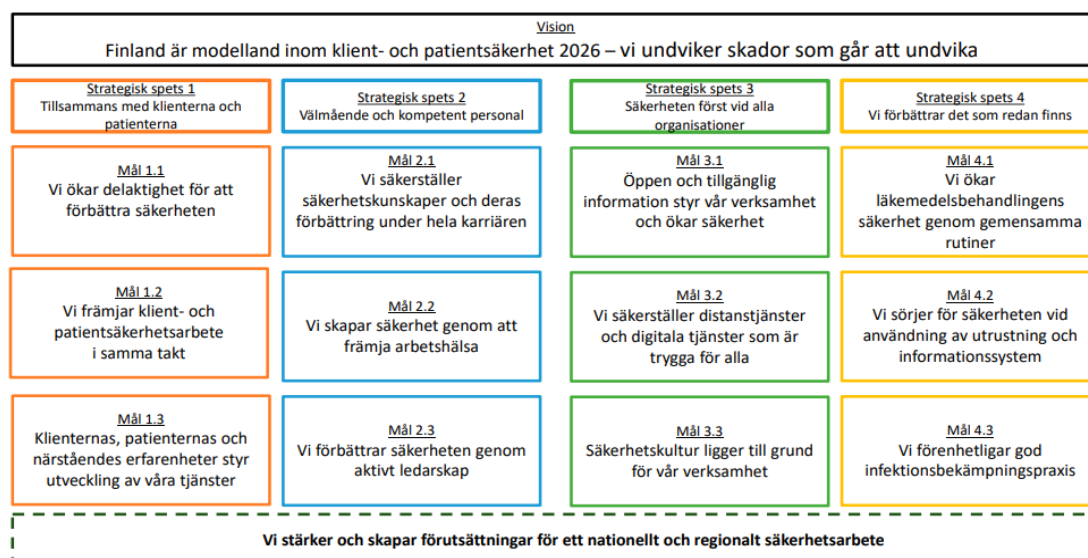 Vision
Finland är modelland inom klient- och patientsäkerhet 2026 – vi undviker skador som går att undvika
Strategisk spets 1
Tillsammans med klienterna och
patienterna
Mål 1.1
Vi ökar delaktighet för att
förbättra säkerheten
Mål 1.2
Vi främjar klient- och
patientsäkerhetsarbete
i samma takt
Mål 1.3
Klienternas, patienternas och
närståendes erfarenheter styr
utveckling av våra tjänster
Strategisk spets 2
Välmående och kompetent personal
Mål 2.1
Vi säkerställer
säkerhetskunskaper och deras
förbättring under hela karriären
Mål 2.2
Vi skapar säkerhet genom att
främja arbetshälsa
Mål 2.3
Vi förbättrar säkerheten genom
aktivt ledarskap
Strategisk spets 3
Säkerheten först vid alla
organisationer
Mål 3.1
Öppen och tillgänglig
information styr vår verksamhet
och ökar säkerhet
Mål 3.2
Vi säkerställer distanstjänster
och digitala tjänster som är
trygga för alla
Mål 3.3
Säkerhetskultur ligger till grund
för vår verksamhet
Strategisk spets 4
Vi förbättrar det som redan finns
Mål 4.1
Vi ökar
läkemedelsbehandlingens
säkerhet genom gemensamma
rutiner
Mål 4.2
Vi sörjer för säkerheten vid
användning av utrustning och
informationssystem
Mål 4.3
Vi förenhetligar god
infektionsbekämpningspraxis
Vi stärker och skapar förutsättningar för ett nationellt och regionalt säkerhetsarbete